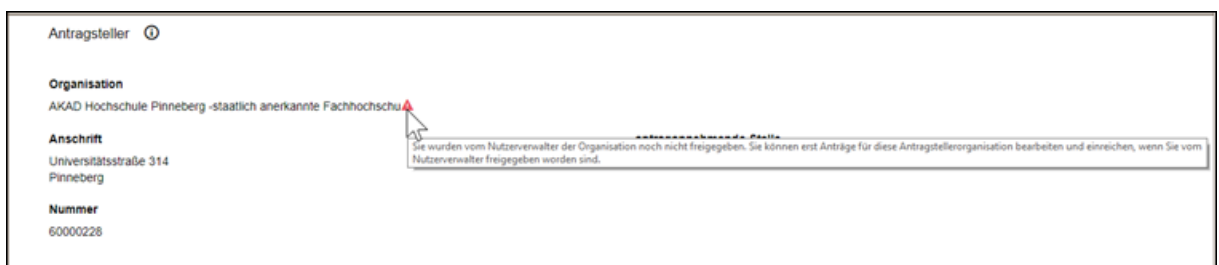 Antragsteller
Organisation
AKAD Hochschule Pinneberg -staatlich anerkannte Fachhochschu
Anschrift
antragannehmende Stelle
Universitätsstraße 314
Pinneberg
Sie wurden vom Nutzerverwalter der Organisation noch nicht freigegeben. Sie können erst Anträge für diese Antragstellerorganisation bearbeiten und einreichen, wenn Sie vom
Nutzerverwalter freigegeben worden sind.
Nummer
60000228